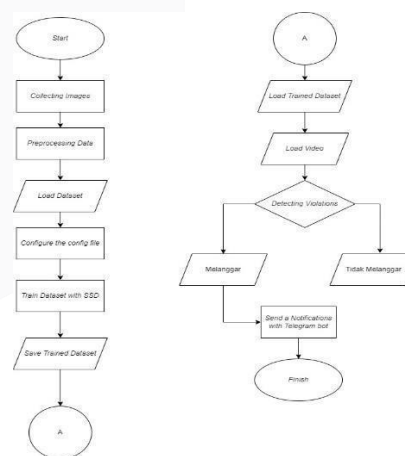 Start
Collecting Images
Preprocessing Data
Load Dataset
Configure the config file
Train Dataset with SSD
Save Trained Dataset
A
A
Load Trained Dataset
Load Video
Detecting Violations
Melanggar
Tidak Melanggar
Send a Notifications
with Telegram bot
Finish